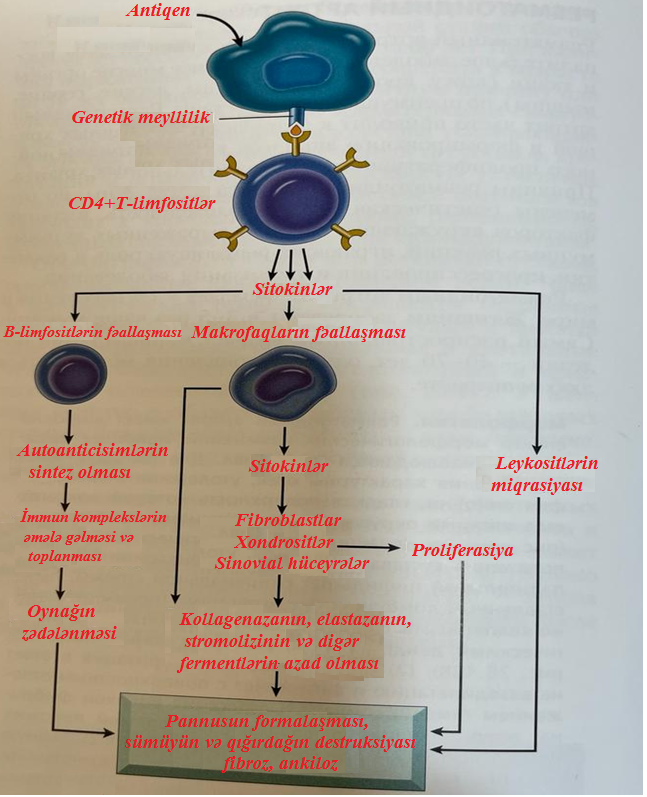 Antiqen
Genetik meyllilik
CD4+T-limfositlər
Sitokinlər
B-limfositlərin fəallaşması
Makrofaqların fəallaşması
Autoanticisimlərin
sintez olması
Sitokinlər
Leykositlərin
miqrasiyası
İmmun komplekslərin
əmələ gəlməsi və
toplanması
Fibroblastlar
Xondrositlər
Sinovial hüceyrələr
Proliferasiya
Oynağın
zədələnməsi
Kollagenazanın, elastazanın,
stromolizinin və digər
fermentlərin azad olması
Pannusun formalaşması,
sümüyün və qığırdağın destruksiyası
fibroz, ankiloz